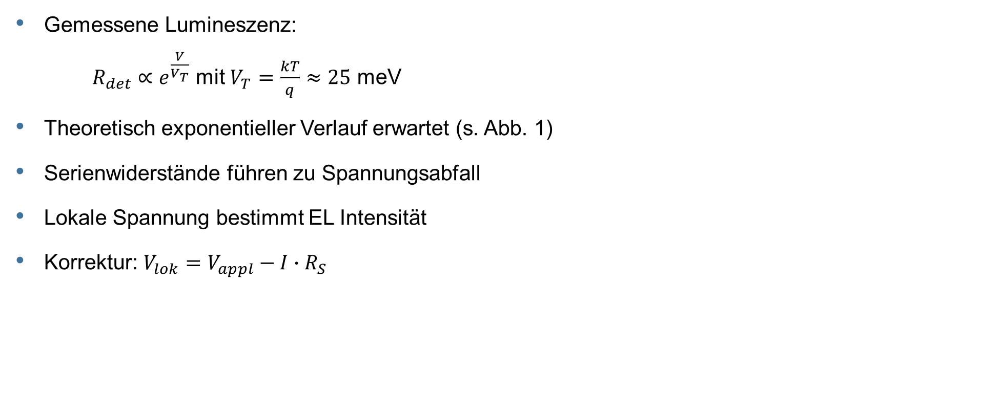 • Gemessene Lumineszenz:
$R_{det} \propto e^{\frac{V}{V_T}}$ mit $V_T = \frac{kT}{q} \approx 25$ meV
• Theoretisch exponentieller Verlauf erwartet (s. Abb. 1)
• Serienwiderstände führen zu Spannungsabfall
• Lokale Spannung bestimmt EL Intensität
• Korrektur: $V_{lok} = V_{appl} - I \cdot R_S$